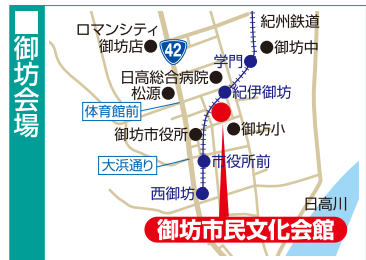 ■御坊会場
ロマンシティ
御坊店
42
紀州鉄道
学門
御坊中
日高総合病院
松源
紀伊御坊
体育館前
御坊市役所
御坊小
大浜通り
市役所前
西御坊
日高川
御坊市民文化会館